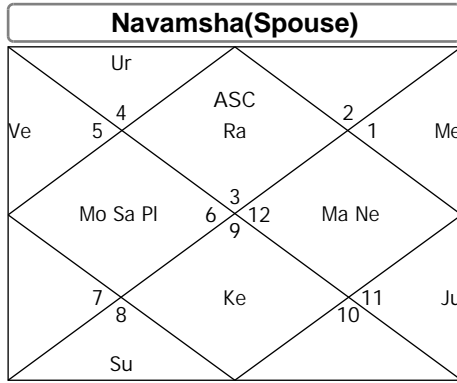 Navamsha(Spouse)
Ur
ASC
Ra
4
2
Ve
5
1
Me
3
Mo Sa Pl
6
12
Ma Ne
9
7
Ke
11
Ju
8
10
Su